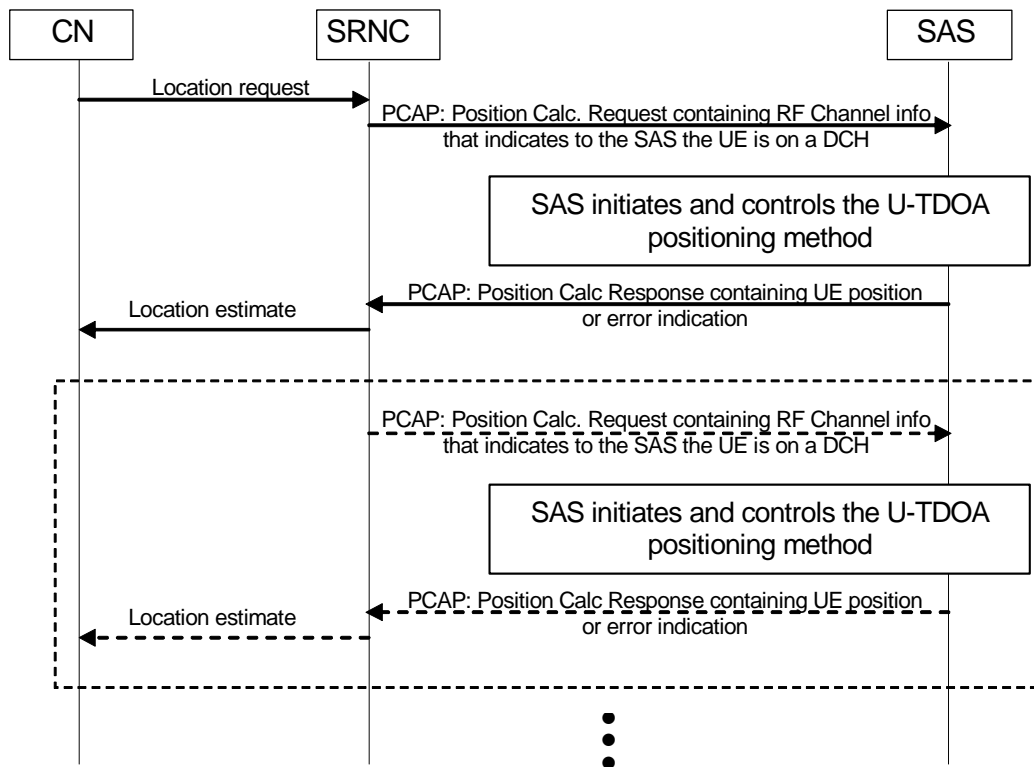 CN
SRNC
SAS
Location request
PCAP: Position Calc. Request containing RF Channel info
that indicates to the SAS the UE is on a DCH
SAS initiates and controls the U-TDOA
positioning method
PCAP: Position Calc Response containing UE position
or error indication
Location estimate
PCAP: Position Calc. Request containing RF Channel info
that indicates to the SAS the UE is on a DCH
SAS initiates and controls the U-TDOA
positioning method
PCAP: Position Calc Response containing UE position
or error indication
Location estimate